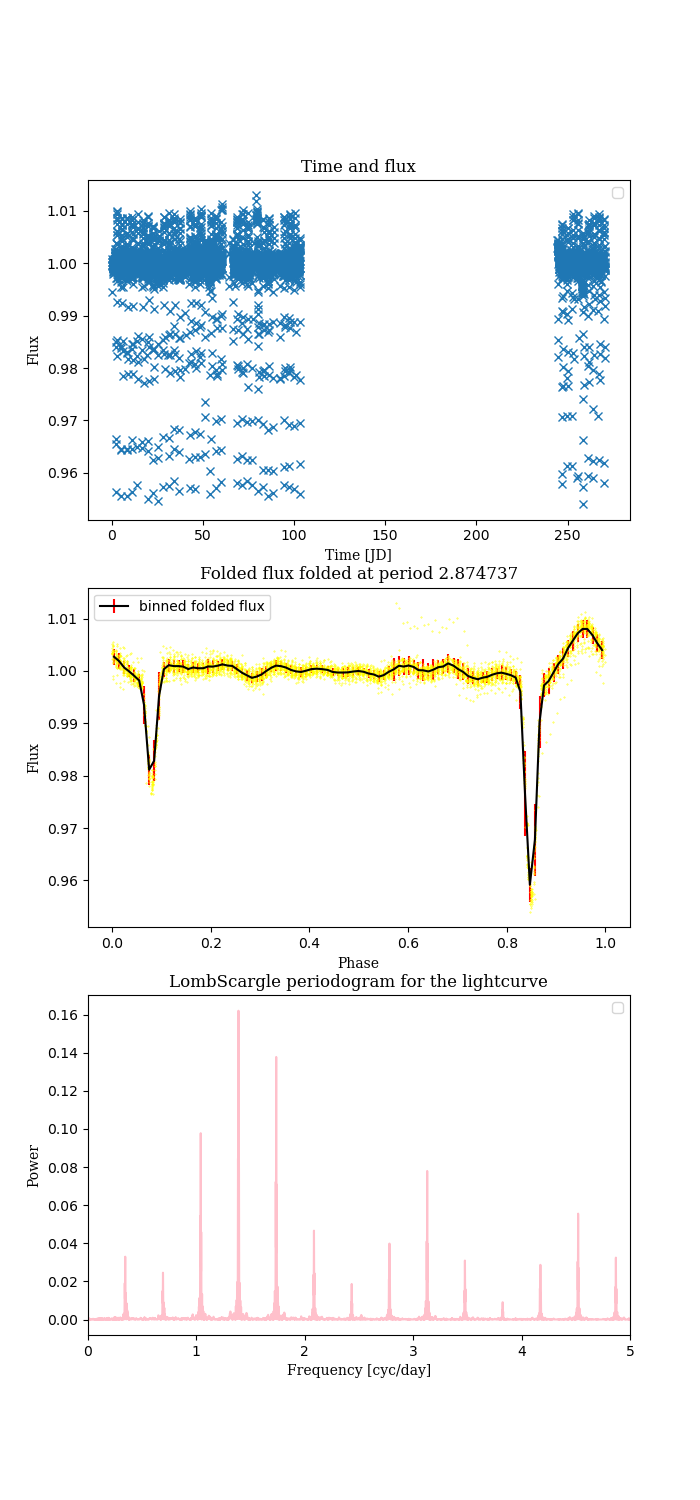 Time and flux
1.01
1.00
0.99
0.98
0.97
0.96
Flux
0 50 100 150 200 250
Time [JD]
Folded flux folded at period 2.874737
binned folded flux
1.01
1.00
0.99
0.98
0.97
0.96
Flux
0.0 0.2 0.4 0.6 0.8 1.0
Phase
LombScargle periodogram for the lightcurve
0.16
0.14
0.12
0.10
0.08
0.06
0.04
0.02
0.00
Power
0 1 2 3 4 5
Frequency [cyc/day]